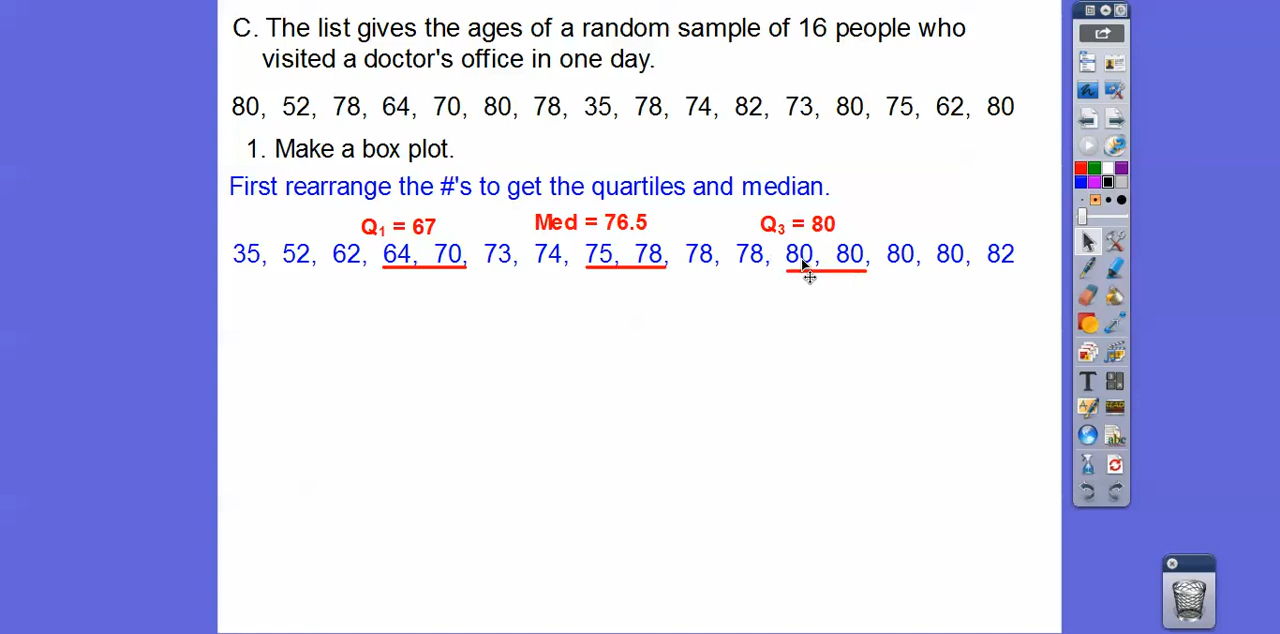 C. The list gives the ages of a random sample of 16 people who
visited a doctor's office in one day.
80, 52, 78, 64, 70, 80, 78, 35, 78, 74, 82, 73, 80, 75, 62, 80
1. Make a box plot.
First rearrange the #'s to get the quartiles and median.
Q₁ = 67 Med = 76.5 Q₃ = 80
35, 52, 62, 64, 70, 73, 74, 75, 78, 78, 78, 80, 80, 80, 80, 82